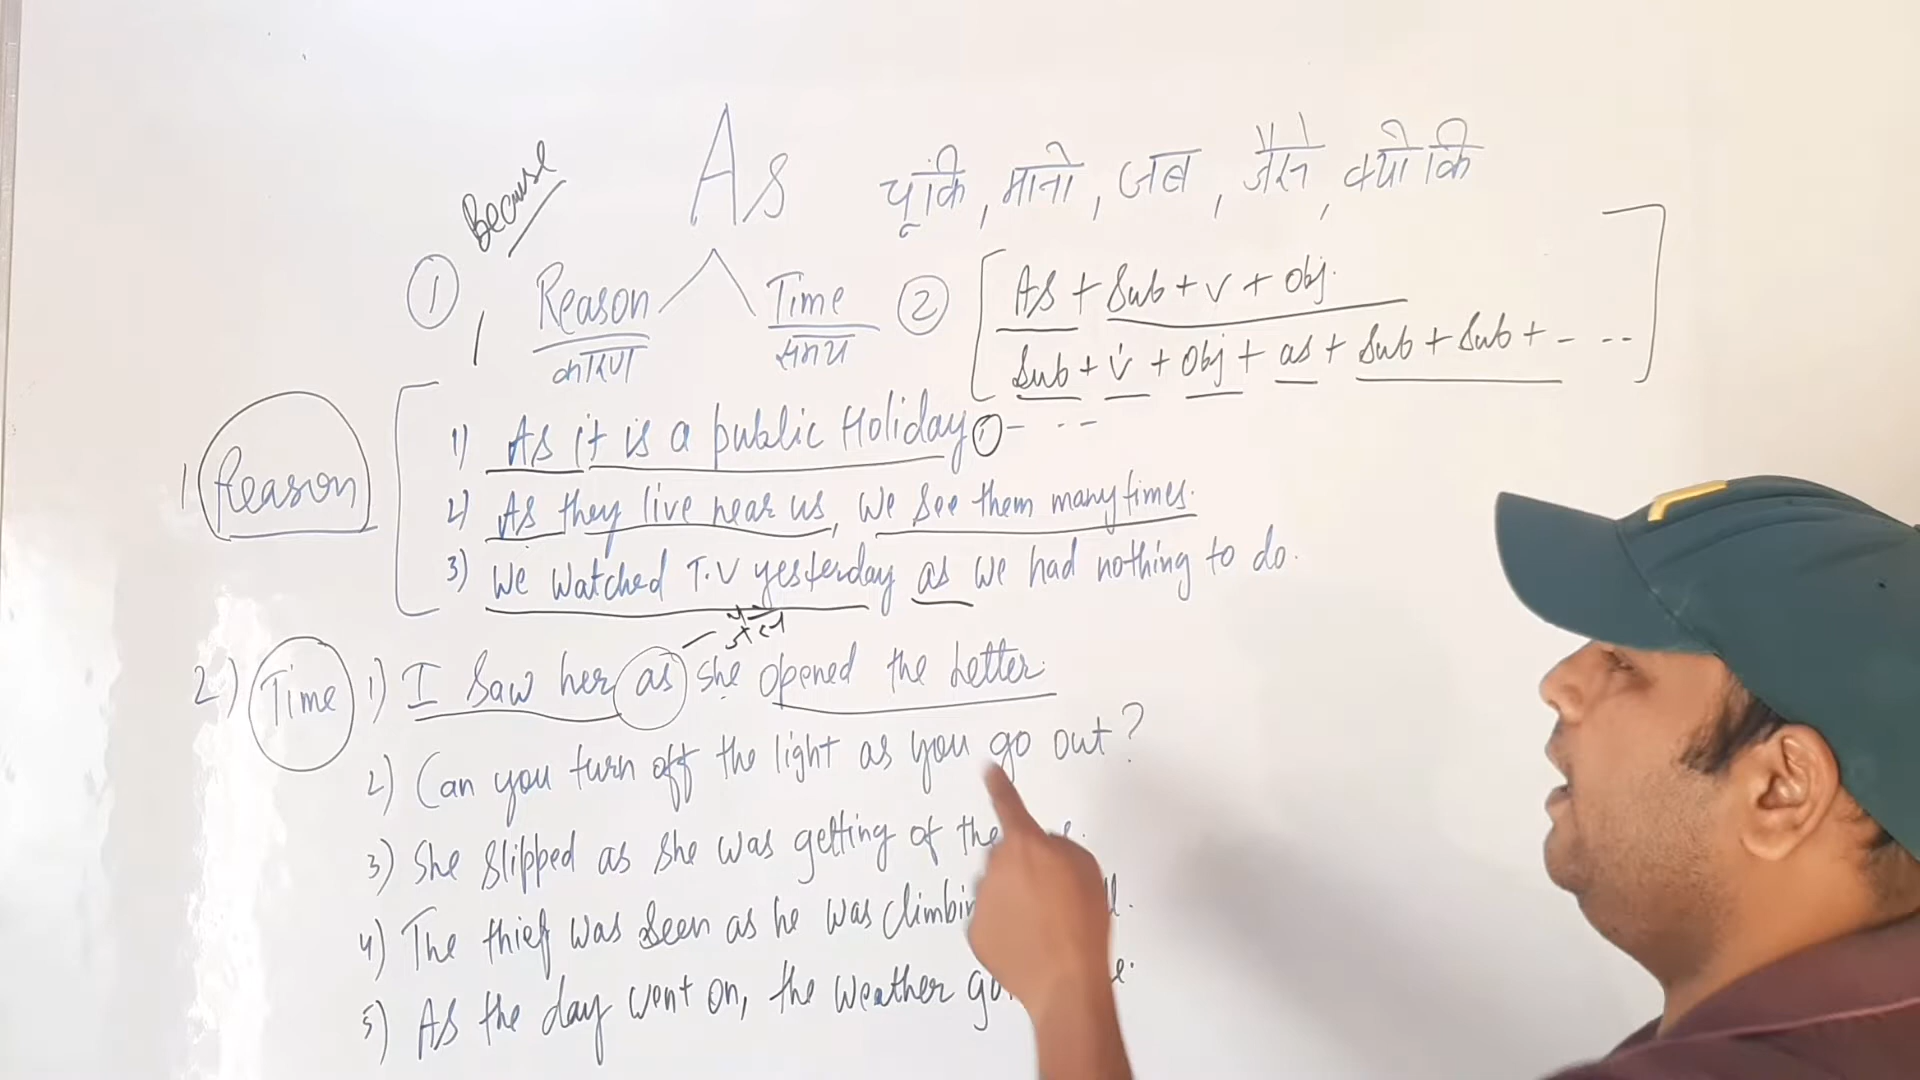 Because
As चूंकि, मानो, जब, जैसे, क्योंकि
① Reason Time
कारण समय
② As + Sub + v + obj.
Sub + v + obj + as + Sub + Sub + - - -
1 Reason
1) As it is a public Holiday, - - -
2) As they live near us, We see them many times.
3) We watched T.V yesterday as we had nothing to do.
2) Time 1) I saw her as she opened the letter.
2) Can you turn off the light as you go out?
3) She slipped as she was getting of the
4) The thief was seen as he was
5) As the day went on, the weather